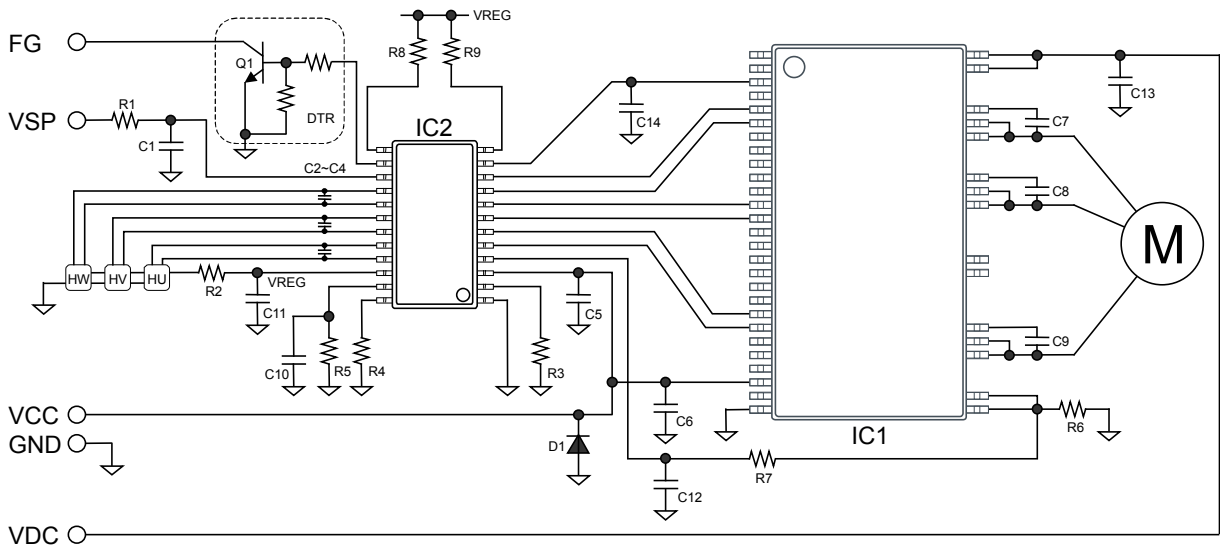 FG
VSP
VCC
GND
VDC
Q1
DTR
R1
C1
R8
R9
VREG
IC2
C2~C4
HW
HV
HU
R2
VREG
C11
C10
R5
R4
R3
C5
C14
D1
C6
C12
R7
IC1
C13
C7
C8
C9
R6
M